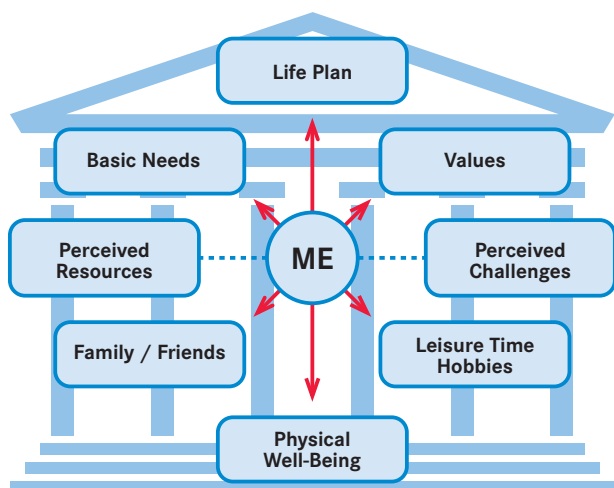 Life Plan
Basic Needs
Values
Perceived
Resources
ME
Perceived
Challenges
Family / Friends
Leisure Time
Hobbies
Physical
Well-Being